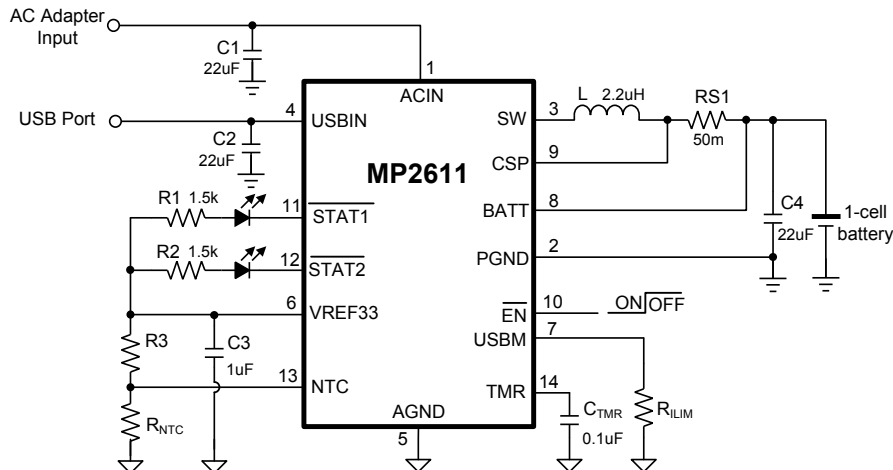 AC Adapter
Input
C1
22uF
1
ACIN
USB Port
4
USBIN
C2
22uF
MP2611
SW
3
L
2.2uH
RS1
50m
CSP
9
BATT
8
C4
22uF
1-cell
battery
PGND
2
R1 1.5k
11
STAT1
R2 1.5k
12
STAT2
6
VREF33
EN
10
ON OFF
USBM
7
R3
C3
1uF
13
NTC
TMR
14
CTMR
0.1uF
RILIM
RNTC
AGND
5